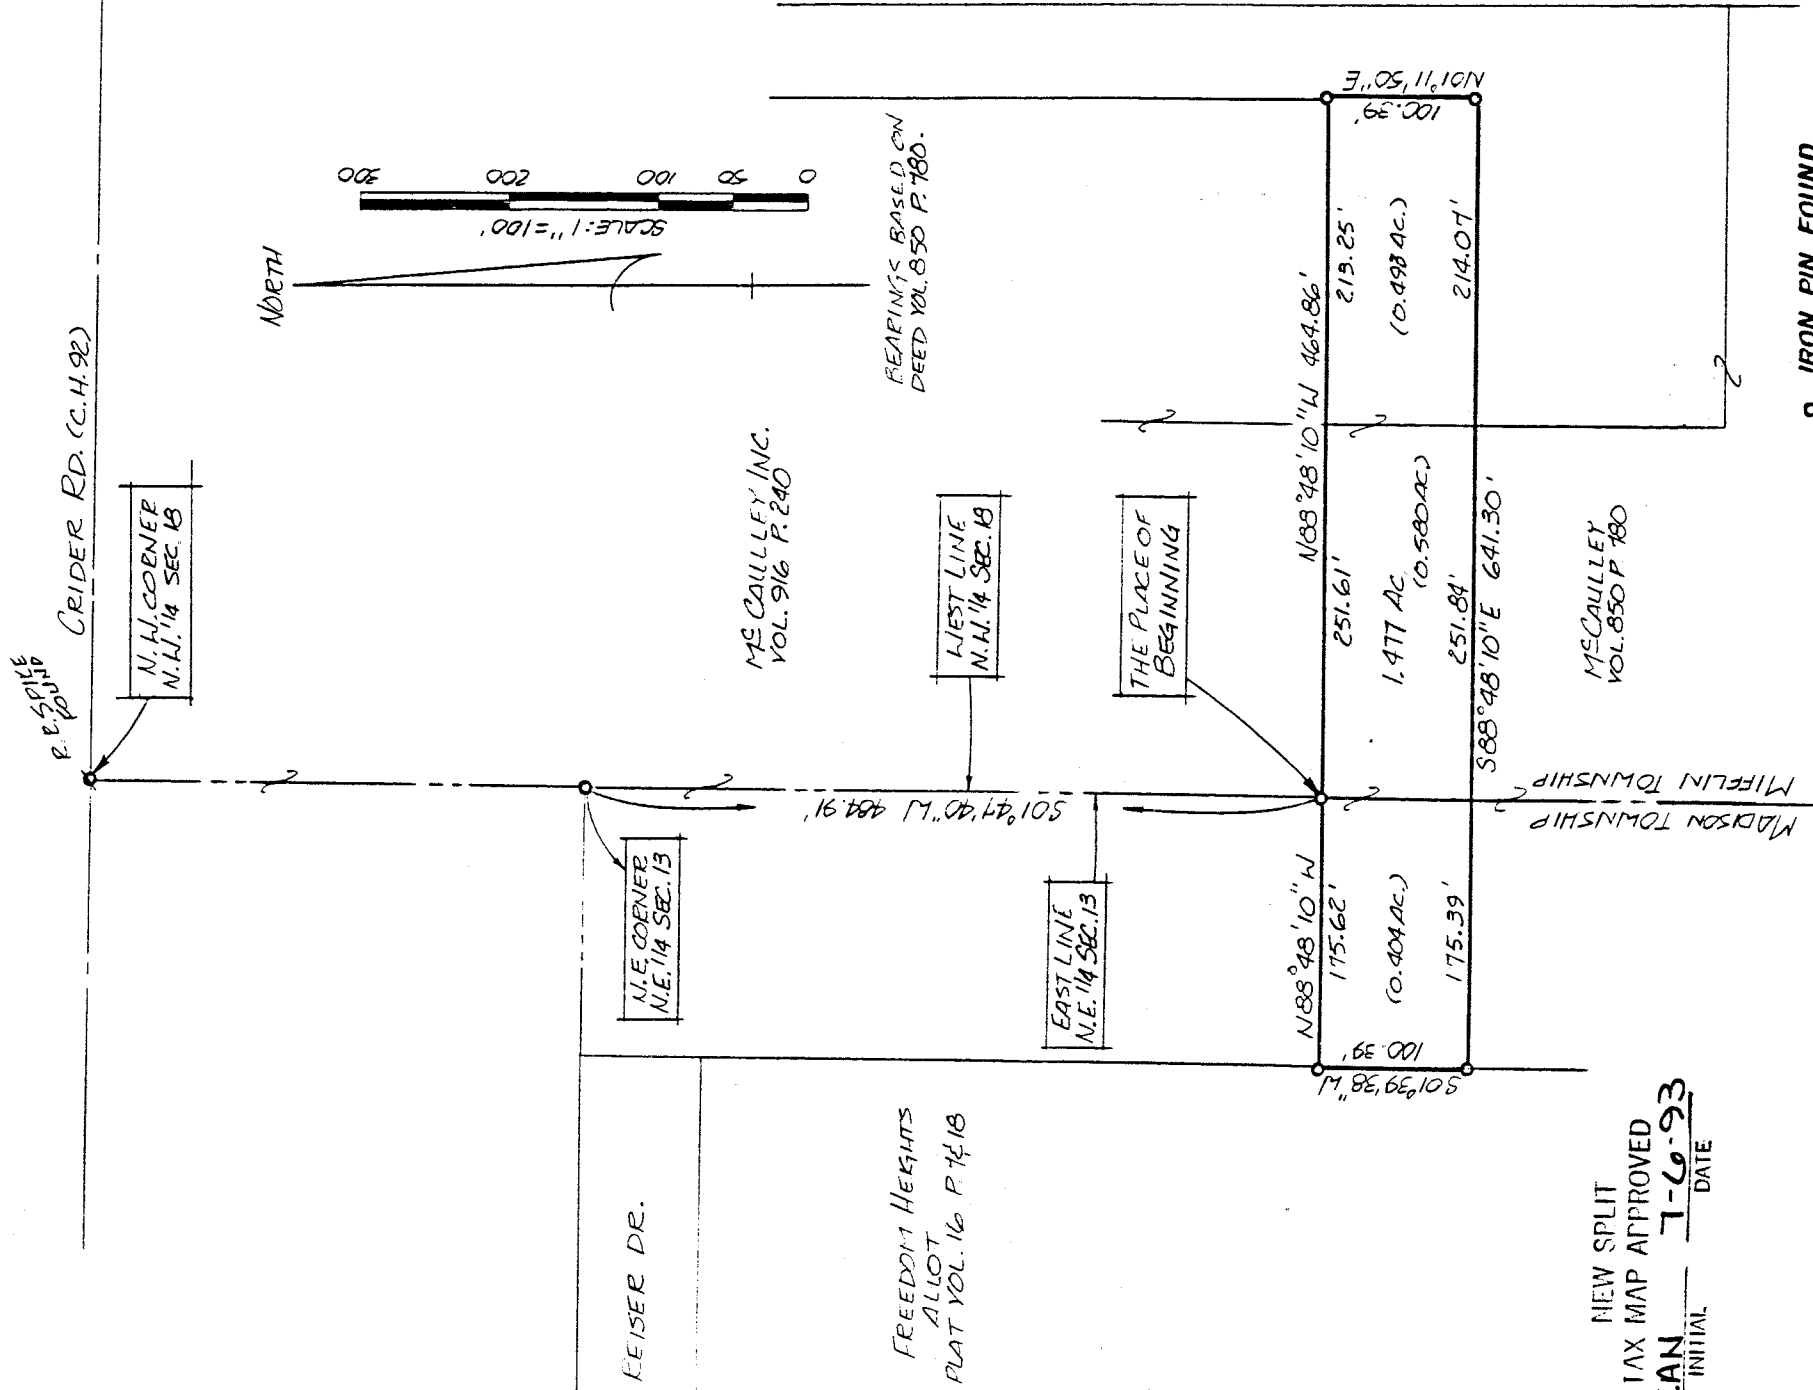 R.R. SPIKE
FOUND
CRIDER RD. (C.H. 92)
N.W. CORNER
N.W. 1/4 SEC. 18
NORTH
SCALE: 1"=100'
0 50 100 200 300
BEARINGS BASED ON
DEED VOL. 850 P. 780.
McCAULLEY INC.
VOL. 916 P. 240
WEST LINE
N.W. 1/4 SEC. 18
THE PLACE OF
BEGINNING
N.E. CORNER
N.E. 1/4 SEC. 13
S01°47'40"W 484.91'
EAST LINE
N.E. 1/4 SEC. 13
N88°48'10"W 464.86'
251.61'
213.25'
N01°11'50"E
100.39'
(0.493 AC.)
214.07'
1.477 AC.
(0.580 AC.)
251.84'
S88°48'10"E 641.30'
N88°48'10"W
175.62'
(0.404 AC.)
175.39'
100.39'
S01°39'38"W
McCAULLEY
VOL. 850 P 780
MIFFLIN TOWNSHIP
MADISON TOWNSHIP
REISER DR.
FREEDOM HEIGHTS
ALLOT
PLAT VOL. 16 P. 7&18
NEW SPLIT
TAX MAP APPROVED
7-6-93
INITIAL DATE
IRON PIN FOUND